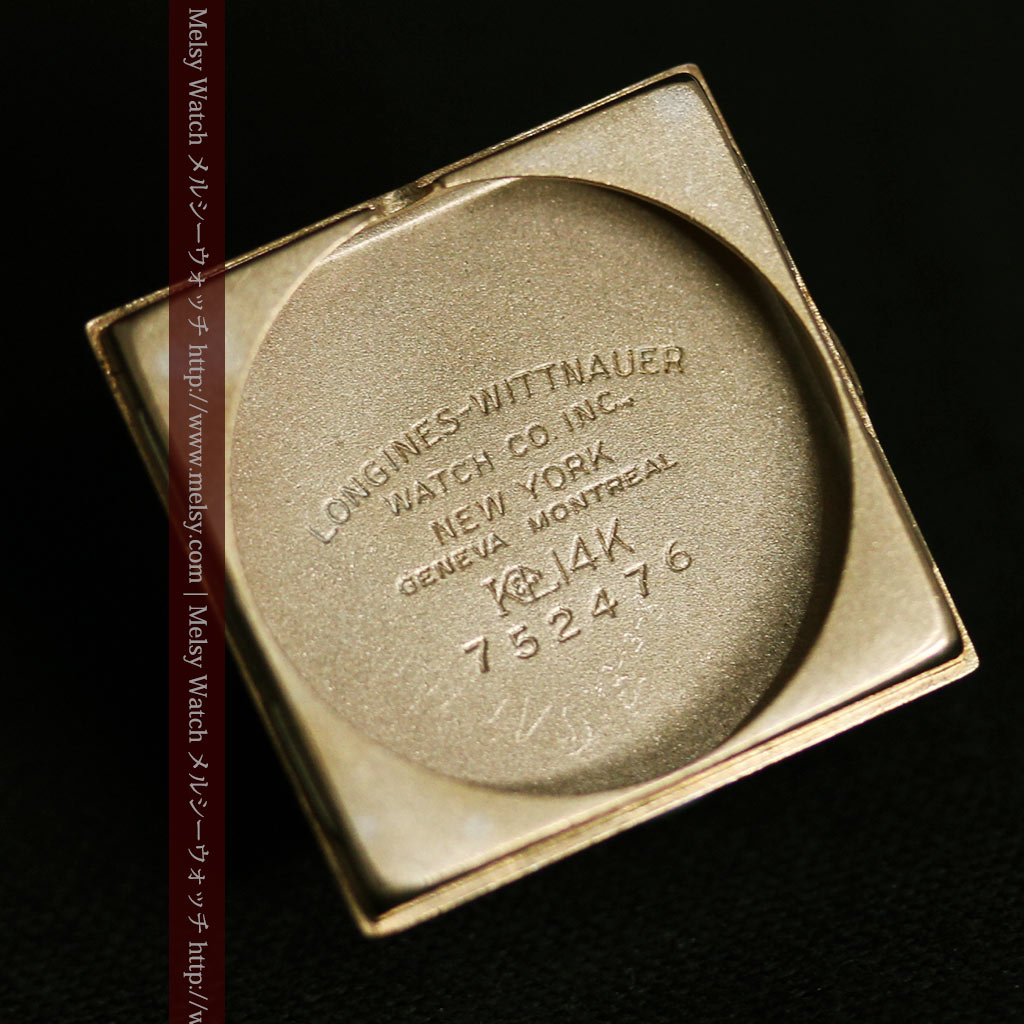 LONGINES-WITTNAUER
WATCH CO. INC.
NEW YORK
GENEVA MONTREAL
14K
752476
Melsy Watch メルシーウォッチ http://www.melsy.com | Melsy Watch メルシーウォッチ http://w